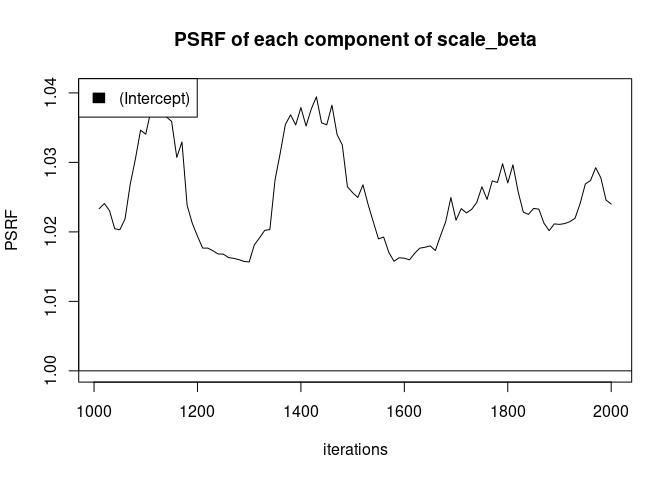 PSRF of each component of scale_beta
(Intercept)
PSRF
1.04
1.03
1.02
1.01
1.00
1000 1200 1400 1600 1800 2000
iterations